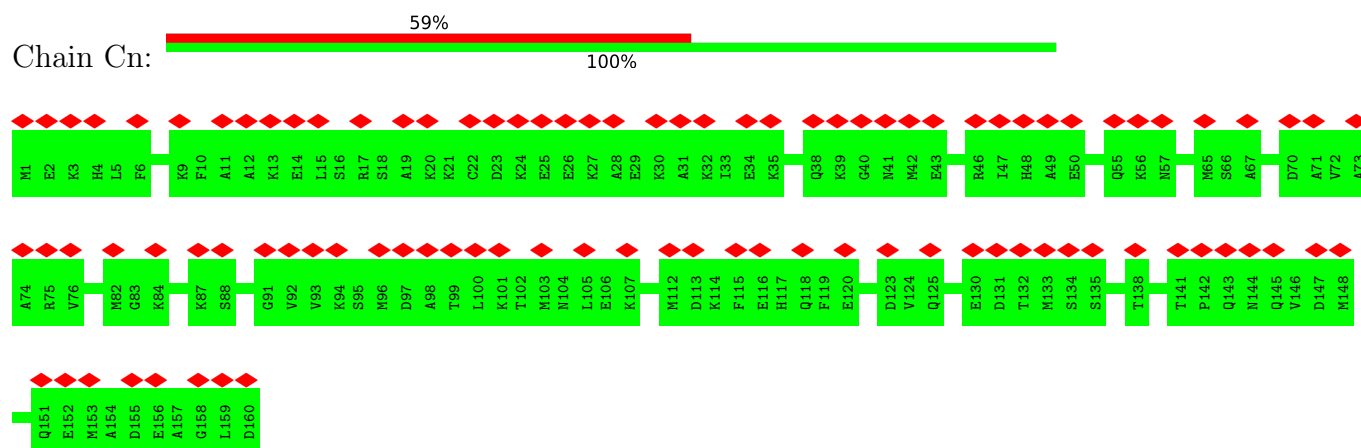 59%
Chain Cn:
100%
M1 E2 K3 H4 L5 F6 K9 F10 A11 A12 K13 E14 L15 S16 R17 S18 A19 K20 K21 C22 D23 K24 E25 E26 K27 A28 E29 K30 A31 K32 I33 E34 K35 Q38 K39 G40 N41 M42 E43 R46 I47 H48 A49 E50 Q55 K56 N57 M65 S66 A67 D70 A71 V72 A73
A74 R75 V76 M82 G83 K84 K87 S88 G91 V92 V93 K94 S95 M96 D97 A98 T99 L100 K101 T102 M103 N104 L105 E106 K107 M112 D113 K114 F115 E116 H117 Q118 F119 E120 D123 V124 Q125 E130 D131 T132 M133 S134 S135 T138 T141 P142 Q143 N144 Q145 V146 D147 M148
Q151 E152 M153 A154 D155 E156 A157 G158 L159 D160